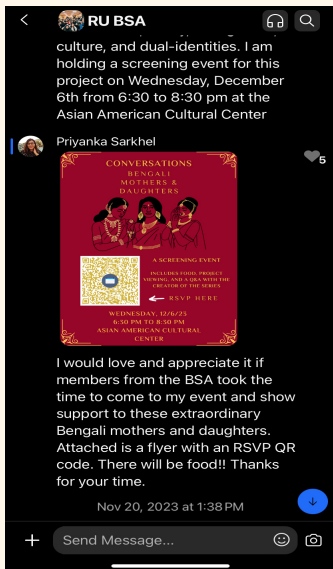 RU BSA
culture, and dual-identities. I am
holding a screening event for this
project on Wednesday, December
6th from 6:30 to 8:30 pm at the
Asian American Cultural Center
Priyanka Sarkhel
5
CONVERSATIONS
BENGALI
MOTHERS &
DAUGHTERS
A SCREENING EVENT
INCLUDES FOOD, PROJECT
VIEWING, AND A Q&A WITH THE
CREATOR OF THE SERIES
RSVP HERE
WEDNESDAY, 12/6/23
6:30 PM TO 8:30 PM
ASIAN AMERICAN CULTURAL
CENTER
I would love and appreciate it if
members from the BSA took the
time to come to my event and show
support to these extraordinary
Bengali mothers and daughters.
Attached is a flyer with an RSVP QR
code. There will be food!! Thanks
for your time.
Nov 20, 2023 at 1:38 PM
Send Message...